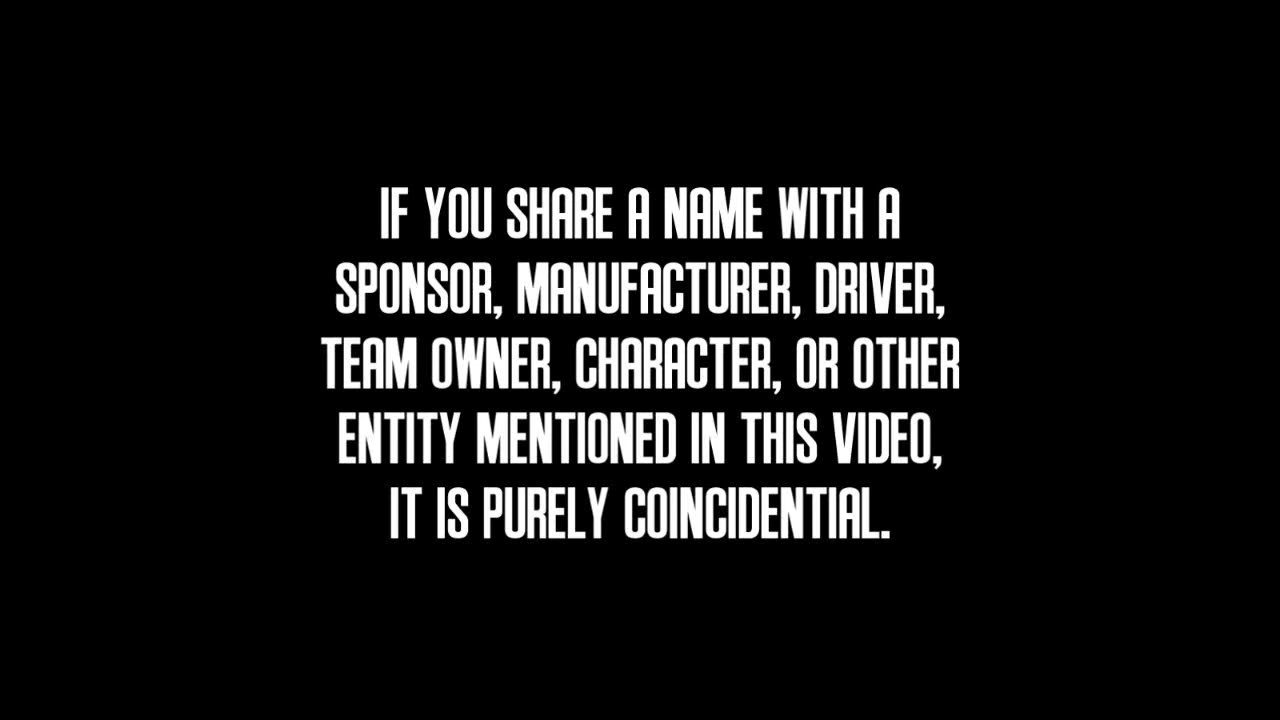 IF YOU SHARE A NAME WITH A
SPONSOR, MANUFACTURER, DRIVER,
TEAM OWNER, CHARACTER, OR OTHER
ENTITY MENTIONED IN THIS VIDEO,
IT IS PURELY COINCIDENTIAL.